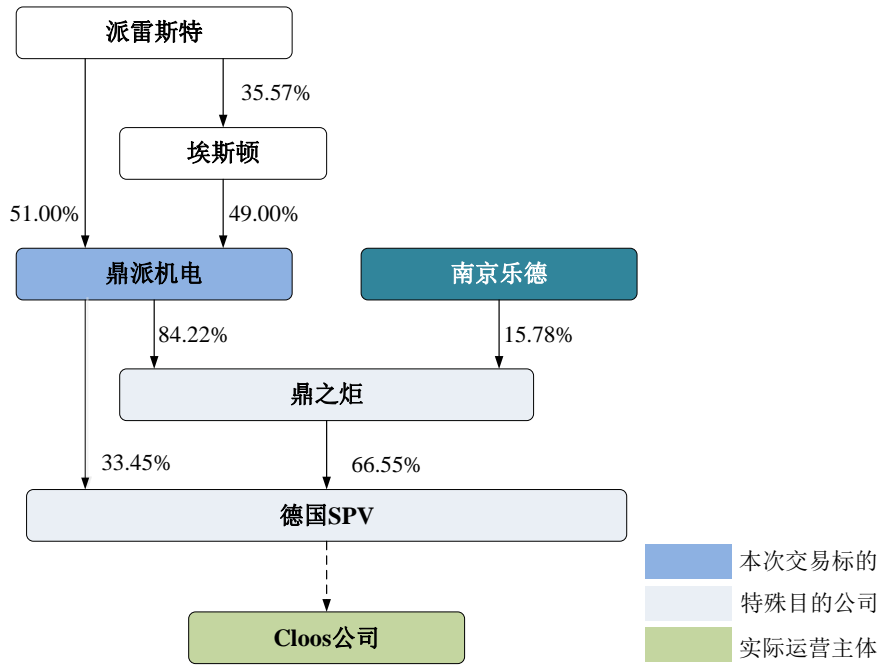 派雷斯特
35.57%
埃斯顿
51.00%
49.00%
鼎派机电
南京乐德
84.22%
15.78%
鼎之炬
33.45%
66.55%
德国SPV
本次交易标的
特殊目的公司
Cloos公司
实际运营主体